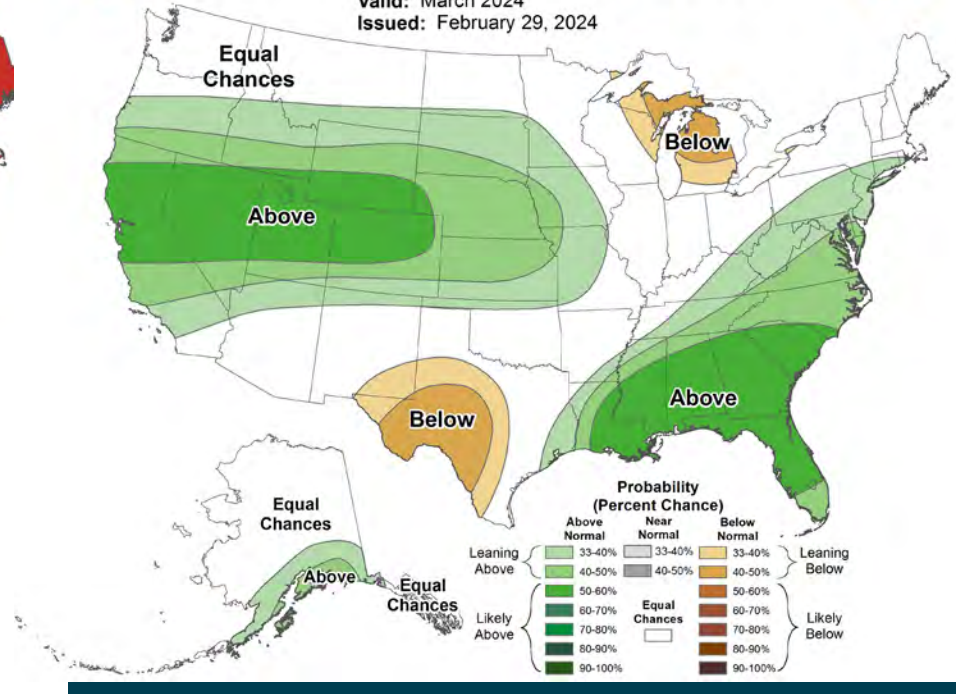 Valid: March 2024
Issued: February 29, 2024
Equal
Chances
Below
Above
Above
Below
Equal
Chances
Above
Equal
Chances
Probability
(Percent Chance)
Above
Normal
Near
Normal
Below
Normal
Leaning
Above
33-40%
33-40%
33-40%
Leaning
Below
40-50%
40-50%
40-50%
Likely
Above
50-60%
Equal
Chances
50-60%
Likely
Below
60-70%
60-70%
70-80%
70-80%
80-90%
80-90%
90-100%
90-100%